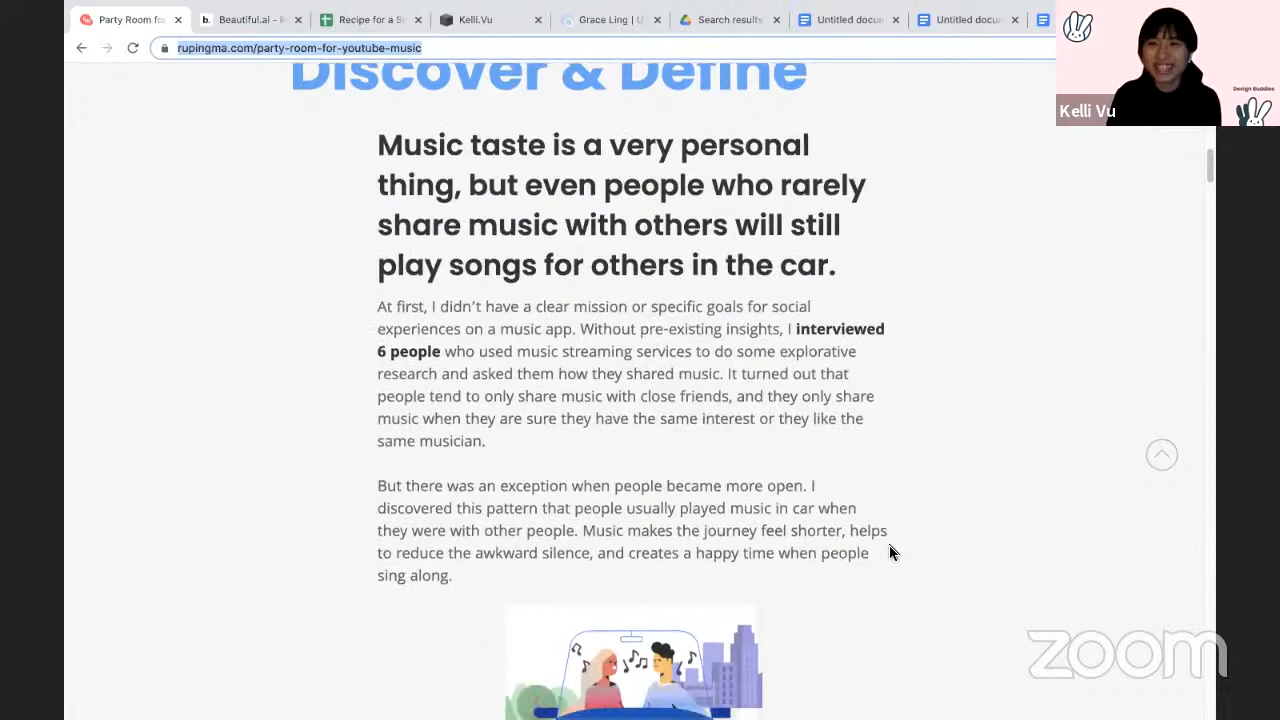 Party Room for
b. Beautiful.ai - P
Recipe for a S
Kelli.Vu
Grace Ling | U
Search results
Untitled docun
Untitled docun
rupingma.com/party-room-for-youtube-music
Kelli Vu
Design Buddies
Discover & Define
Music taste is a very personal
thing, but even people who rarely
share music with others will still
play songs for others in the car.
At first, I didn't have a clear mission or specific goals for social
experiences on a music app. Without pre-existing insights, I interviewed
6 people who used music streaming services to do some explorative
research and asked them how they shared music. It turned out that
people tend to only share music with close friends, and they only share
music when they are sure they have the same interest or they like the
same musician.
But there was an exception when people became more open. I
discovered this pattern that people usually played music in car when
they were with other people. Music makes the journey feel shorter, helps
to reduce the awkward silence, and creates a happy time when people
sing along.
zoom